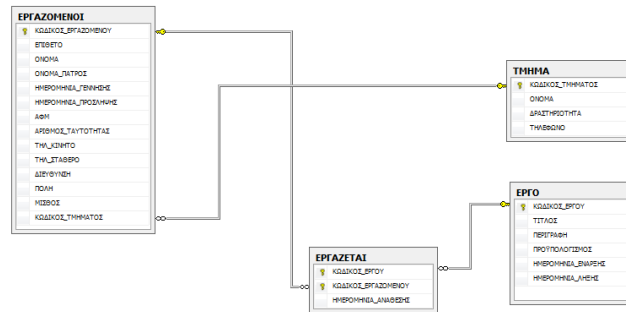 ΕΡΓΑΖΟΜΕΝΟΙ
ΚΩΔΙΚΟΣ_ΕΡΓΑΖΟΜΕΝΟΥ
ΕΠΙΘΕΤΟ
ΟΝΟΜΑ
ΟΝΟΜΑ_ΠΑΤΡΟΣ
ΗΜΕΡΟΜΗΝΙΑ_ΓΕΝΝΗΣΗΣ
ΗΜΕΡΟΜΗΝΙΑ_ΠΡΟΣΛΗΨΗΣ
ΑΦΜ
ΑΡΙΘΜΟΣ_ΤΑΥΤΟΤΗΤΑΣ
ΤΗΛ_ΚΙΝΗΤΟ
ΤΗΛ_ΣΤΑΘΕΡΟ
ΔΙΕΥΘΥΝΣΗ
ΠΟΛΗ
ΜΙΣΘΟΣ
ΚΩΔΙΚΟΣ_ΤΜΗΜΑΤΟΣ
ΤΜΗΜΑ
ΚΩΔΙΚΟΣ_ΤΜΗΜΑΤΟΣ
ΟΝΟΜΑ
ΔΡΑΣΤΗΡΙΟΤΗΤΑ
ΤΗΛΕΦΩΝΟ
ΕΡΓΟ
ΚΩΔΙΚΟΣ_ΕΡΓΟΥ
ΤΙΤΛΟΣ
ΠΕΡΙΓΡΑΦΗ
ΠΡΟΫΠΟΛΟΓΙΣΜΟΣ
ΗΜΕΡΟΜΗΝΙΑ_ΕΝΑΡΞΗΣ
ΗΜΕΡΟΜΗΝΙΑ_ΛΗΞΗΣ
ΕΡΓΑΖΕΤΑΙ
ΚΩΔΙΚΟΣ_ΕΡΓΟΥ
ΚΩΔΙΚΟΣ_ΕΡΓΑΖΟΜΕΝΟΥ
ΗΜΕΡΟΜΗΝΙΑ_ΑΝΑΘΕΣΗΣ